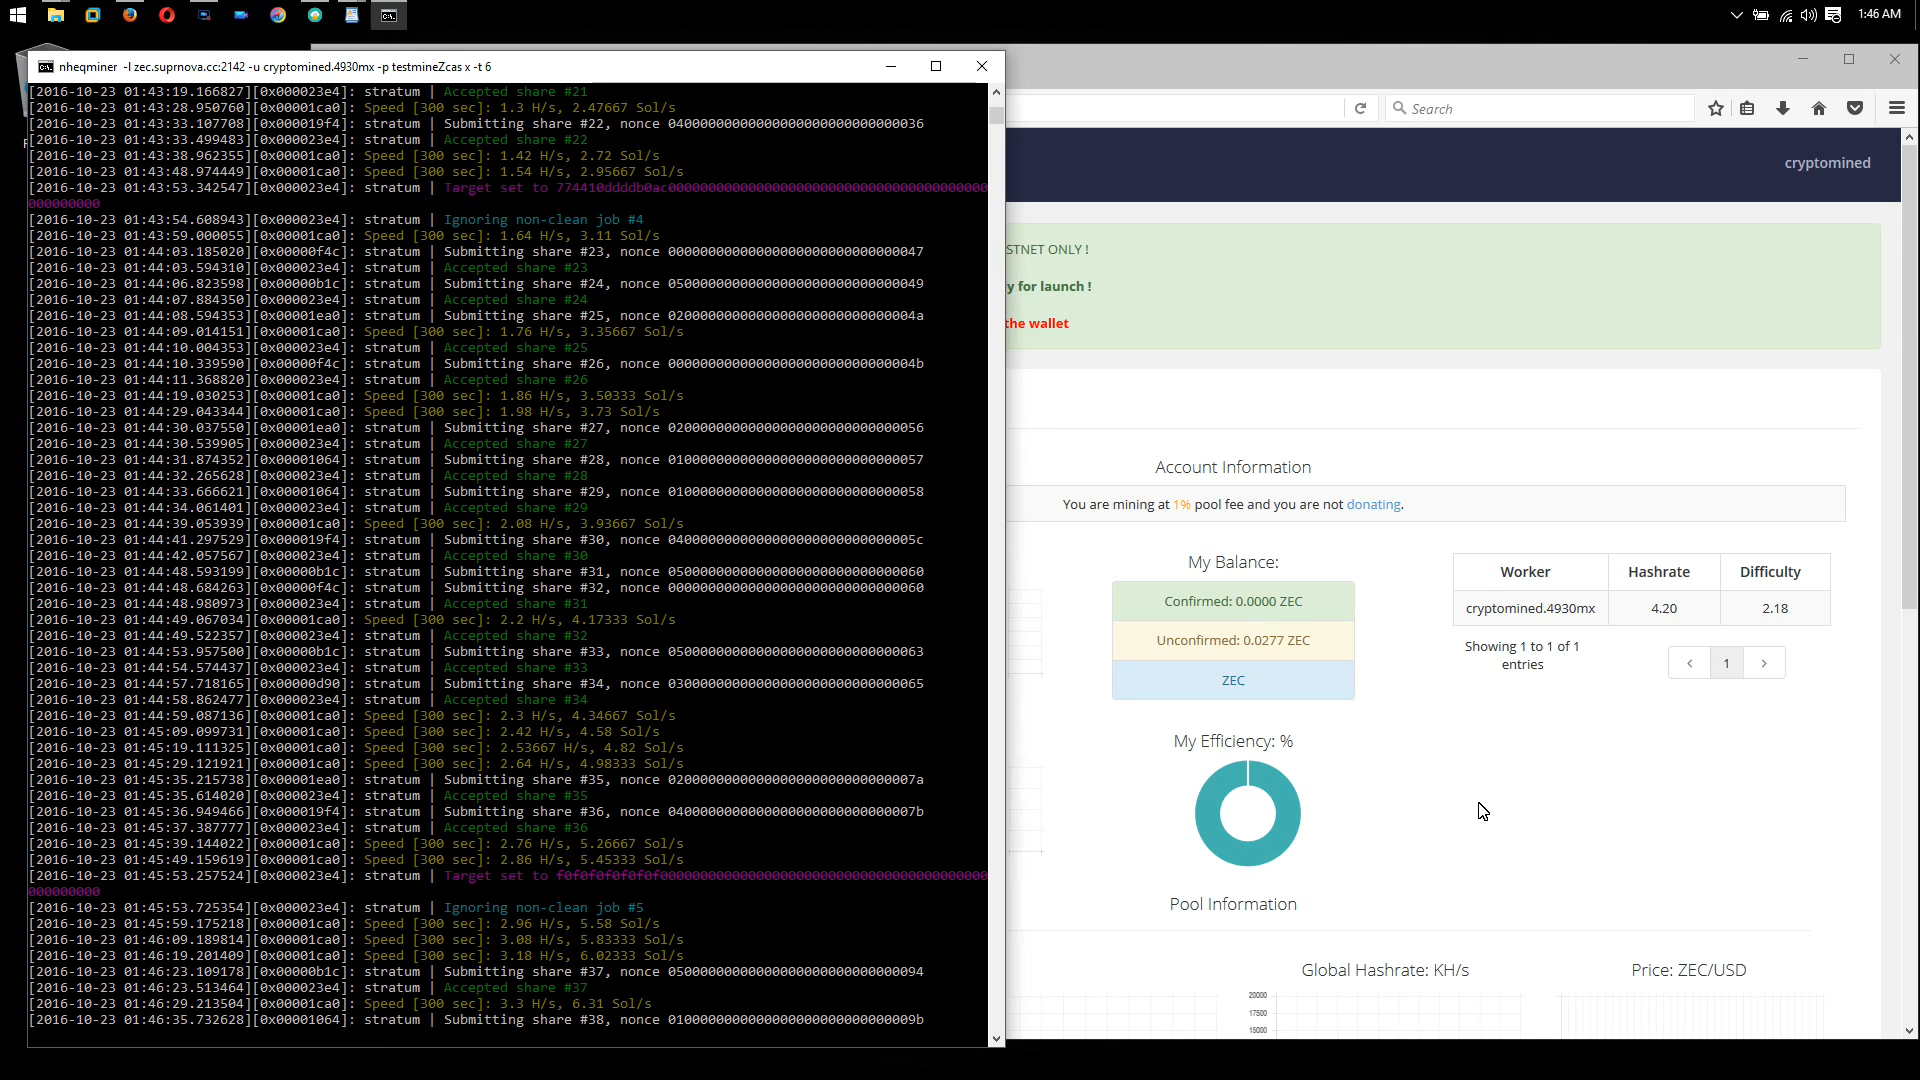 1:46 AM
nheqminer -l zec.suprnova.cc:2142 -u cryptomined.4930mx -p testmineZcas x -t 6
[2016-10-23 01:43:19.166827][0x000023e4]: stratum | Accepted share #21
[2016-10-23 01:43:28.950760][0x00001ca0]: Speed [300 sec]: 1.3 H/s, 2.47667 Sol/s
[2016-10-23 01:43:33.107708][0x000019f4]: stratum | Submitting share #22, nonce 04000000000000000000000000000036
[2016-10-23 01:43:33.499483][0x000023e4]: stratum | Accepted share #22
[2016-10-23 01:43:38.962355][0x00001ca0]: Speed [300 sec]: 1.42 H/s, 2.72 Sol/s
[2016-10-23 01:43:48.974449][0x00001ca0]: Speed [300 sec]: 1.54 H/s, 2.95667 Sol/s
[2016-10-23 01:43:53.342547][0x000023e4]: stratum | Target set to 774410ddddb0ac0000000000000000000000000000000000000000
000000000
[2016-10-23 01:43:54.608943][0x000023e4]: stratum | Ignoring non-clean job #4
[2016-10-23 01:43:59.000055][0x00001ca0]: Speed [300 sec]: 1.64 H/s, 3.11 Sol/s
[2016-10-23 01:44:03.185020][0x00000f4c]: stratum | Submitting share #23, nonce 00000000000000000000000000000047
[2016-10-23 01:44:03.594310][0x000023e4]: stratum | Accepted share #23
[2016-10-23 01:44:06.823598][0x00000b1c]: stratum | Submitting share #24, nonce 05000000000000000000000000000049
[2016-10-23 01:44:07.884350][0x000023e4]: stratum | Accepted share #24
[2016-10-23 01:44:08.594353][0x00001ea0]: stratum | Submitting share #25, nonce 0200000000000000000000000000004a
[2016-10-23 01:44:09.014151][0x00001ca0]: Speed [300 sec]: 1.76 H/s, 3.35667 Sol/s
[2016-10-23 01:44:10.004353][0x000023e4]: stratum | Accepted share #25
[2016-10-23 01:44:10.339590][0x00000f4c]: stratum | Submitting share #26, nonce 0000000000000000000000000000004b
[2016-10-23 01:44:11.368820][0x000023e4]: stratum | Accepted share #26
[2016-10-23 01:44:19.030253][0x00001ca0]: Speed [300 sec]: 1.86 H/s, 3.50333 Sol/s
[2016-10-23 01:44:29.043344][0x00001ca0]: Speed [300 sec]: 1.98 H/s, 3.73 Sol/s
[2016-10-23 01:44:30.037550][0x00001ea0]: stratum | Submitting share #27, nonce 02000000000000000000000000000056
[2016-10-23 01:44:30.539905][0x000023e4]: stratum | Accepted share #27
[2016-10-23 01:44:31.874352][0x00001064]: stratum | Submitting share #28, nonce 01000000000000000000000000000057
[2016-10-23 01:44:32.265628][0x000023e4]: stratum | Accepted share #28
[2016-10-23 01:44:33.666621][0x00001064]: stratum | Submitting share #29, nonce 01000000000000000000000000000058
[2016-10-23 01:44:34.061401][0x000023e4]: stratum | Accepted share #29
[2016-10-23 01:44:39.053939][0x00001ca0]: Speed [300 sec]: 2.08 H/s, 3.93667 Sol/s
[2016-10-23 01:44:41.297529][0x000019f4]: stratum | Submitting share #30, nonce 0400000000000000000000000000005c
[2016-10-23 01:44:42.057567][0x000023e4]: stratum | Accepted share #30
[2016-10-23 01:44:48.593199][0x00000b1c]: stratum | Submitting share #31, nonce 05000000000000000000000000000060
[2016-10-23 01:44:48.684263][0x00000f4c]: stratum | Submitting share #32, nonce 00000000000000000000000000000060
[2016-10-23 01:44:48.980973][0x000023e4]: stratum | Accepted share #31
[2016-10-23 01:44:49.067034][0x00001ca0]: Speed [300 sec]: 2.2 H/s, 4.17333 Sol/s
[2016-10-23 01:44:49.522357][0x000023e4]: stratum | Accepted share #32
[2016-10-23 01:44:53.957500][0x00000b1c]: stratum | Submitting share #33, nonce 05000000000000000000000000000063
[2016-10-23 01:44:54.574437][0x000023e4]: stratum | Accepted share #33
[2016-10-23 01:44:57.718165][0x00000d90]: stratum | Submitting share #34, nonce 03000000000000000000000000000065
[2016-10-23 01:44:58.862477][0x000023e4]: stratum | Accepted share #34
[2016-10-23 01:44:59.087136][0x00001ca0]: Speed [300 sec]: 2.3 H/s, 4.34667 Sol/s
[2016-10-23 01:45:09.099731][0x00001ca0]: Speed [300 sec]: 2.42 H/s, 4.58 Sol/s
[2016-10-23 01:45:19.111325][0x00001ca0]: Speed [300 sec]: 2.53667 H/s, 4.82 Sol/s
[2016-10-23 01:45:29.121921][0x00001ca0]: Speed [300 sec]: 2.64 H/s, 4.98333 Sol/s
[2016-10-23 01:45:35.215738][0x00001ea0]: stratum | Submitting share #35, nonce 0200000000000000000000000000007a
[2016-10-23 01:45:35.614020][0x000023e4]: stratum | Accepted share #35
[2016-10-23 01:45:36.949466][0x000019f4]: stratum | Submitting share #36, nonce 0400000000000000000000000000007b
[2016-10-23 01:45:37.387777][0x000023e4]: stratum | Accepted share #36
[2016-10-23 01:45:39.144022][0x00001ca0]: Speed [300 sec]: 2.76 H/s, 5.26667 Sol/s
[2016-10-23 01:45:49.159619][0x00001ca0]: Speed [300 sec]: 2.86 H/s, 5.45333 Sol/s
[2016-10-23 01:45:53.257524][0x000023e4]: stratum | Target set to f0f0f0f0f0f0f00000000000000000000000000000000000000000
000000000
[2016-10-23 01:45:53.725354][0x000023e4]: stratum | Ignoring non-clean job #5
[2016-10-23 01:45:59.175218][0x00001ca0]: Speed [300 sec]: 2.96 H/s, 5.58 Sol/s
[2016-10-23 01:46:09.189814][0x00001ca0]: Speed [300 sec]: 3.08 H/s, 5.83333 Sol/s
[2016-10-23 01:46:19.201409][0x00001ca0]: Speed [300 sec]: 3.18 H/s, 6.02333 Sol/s
[2016-10-23 01:46:23.109178][0x00000b1c]: stratum | Submitting share #37, nonce 05000000000000000000000000000094
[2016-10-23 01:46:23.513464][0x000023e4]: stratum | Accepted share #37
[2016-10-23 01:46:29.213504][0x00001ca0]: Speed [300 sec]: 3.3 H/s, 6.31 Sol/s
[2016-10-23 01:46:35.732628][0x00001064]: stratum | Submitting share #38, nonce 0100000000000000000000000000009b
Search
cryptomined
STNET ONLY !
y for launch !
the wallet
Account Information
You are mining at 1% pool fee and you are not donating.
My Balance:
Confirmed: 0.0000 ZEC
Unconfirmed: 0.0277 ZEC
ZEC
Worker Hashrate Difficulty
cryptomined.4930mx 4.20 2.18
Showing 1 to 1 of 1
entries
1
My Efficiency: %
Pool Information
Global Hashrate: KH/s
20000
17500
15000
Price: ZEC/USD